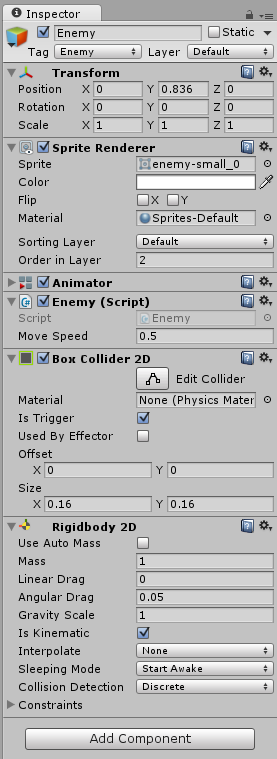 Inspector
Enemy Static
Tag Enemy Layer Default
Transform
Position X 0 Y 0.836 Z 0
Rotation X 0 Y 0 Z 0
Scale X 1 Y 1 Z 1
Sprite Renderer
Sprite enemy-small_0
Color
Flip X Y
Material Sprites-Default
Sorting Layer Default
Order in Layer 2
Animator
Enemy (Script)
Script Enemy
Move Speed 0.5
Box Collider 2D
Edit Collider
Material None (Physics Mater
Is Trigger
Used By Effector
Offset
X 0 Y 0
Size
X 0.16 Y 0.16
Rigidbody 2D
Use Auto Mass
Mass 1
Linear Drag 0
Angular Drag 0.05
Gravity Scale 1
Is Kinematic
Interpolate None
Sleeping Mode Start Awake
Collision Detection Discrete
Constraints
Add Component